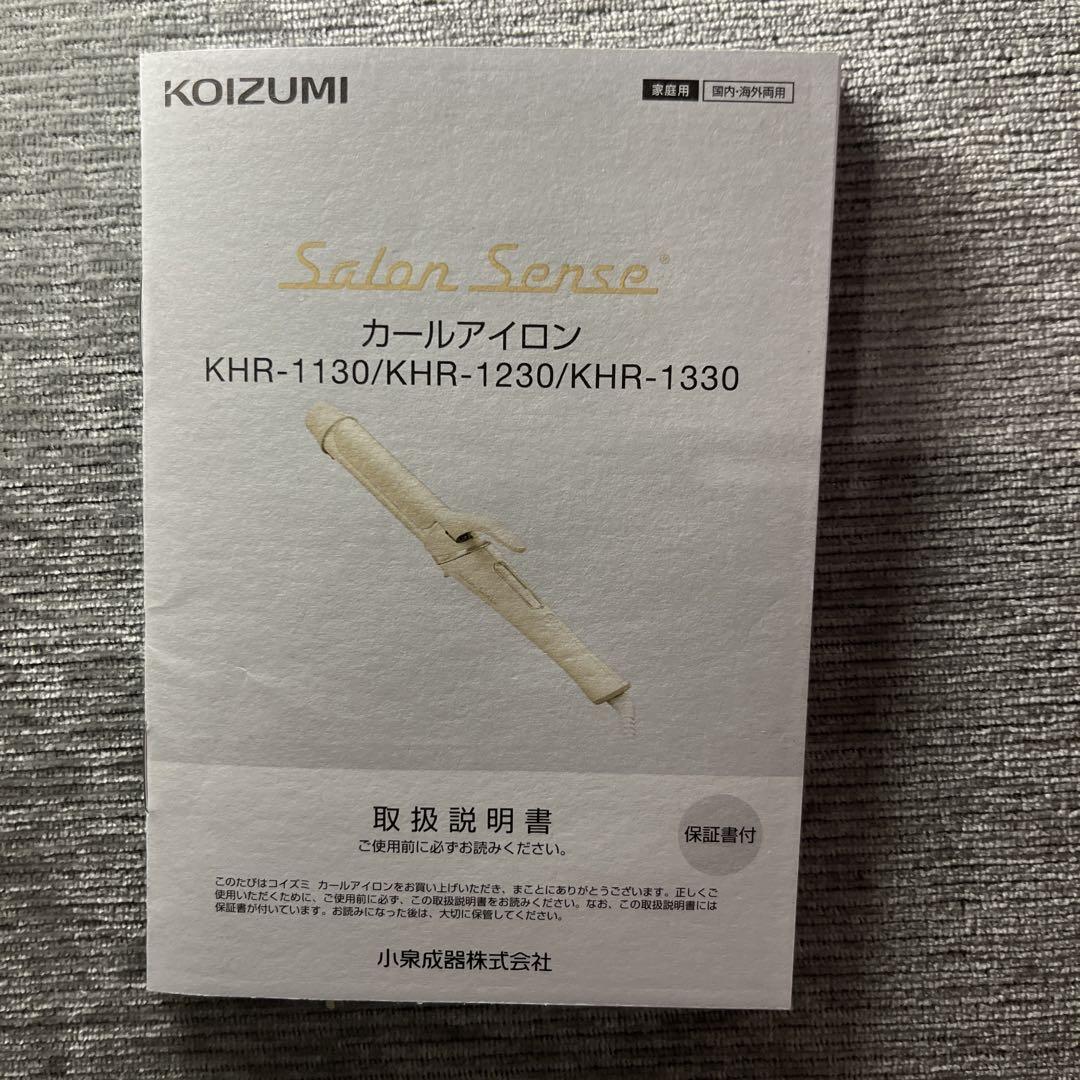 KOIZUMI
家庭用 国内・海外両用
Salon Sense®
カールアイロン
KHR-1130/KHR-1230/KHR-1330
取扱説明書
ご使用前に必ずお読みください。
保証書付
このたびはコイズミ カールアイロンをお買い上げいただき、まことにありがとうございます。正しくご
使用いただくために、ご使用前に必ず、この取扱説明書をお読みください。なお、この取扱説明書には
保証書が付いています。お読みになった後は、大切に保管してください。
小泉成器株式会社